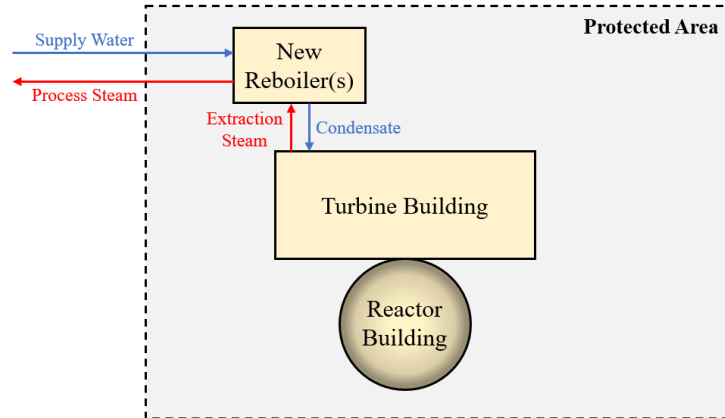 Protected Area
Supply Water
New
Reboiler(s)
Process Steam
Extraction
Steam
Condensate
Turbine Building
Reactor
Building